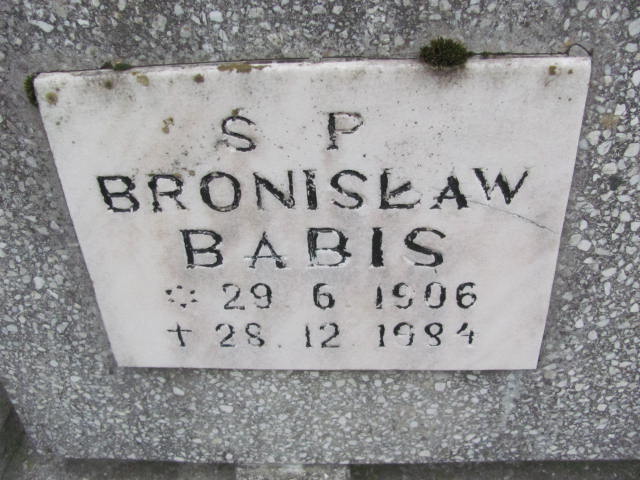 S P
BRONISŁAW
BABIS
* 29 6 1906
+ 28. 12. 1984